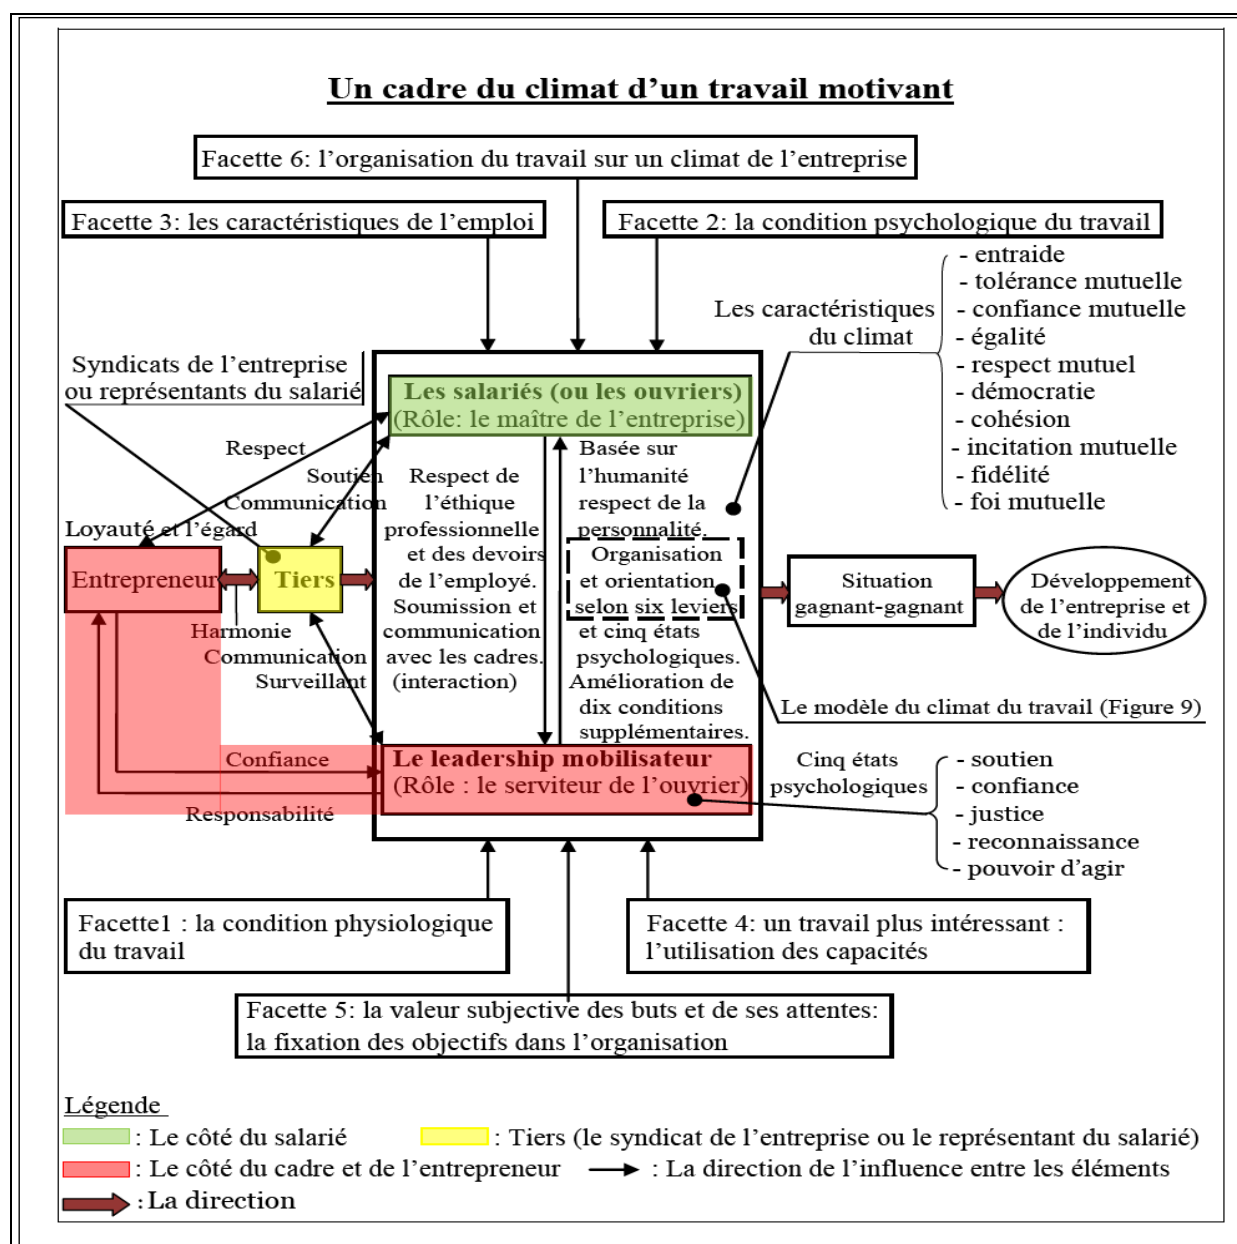 Un cadre du climat d’un travail motivant
Facette 6: l’organisation du travail sur un climat de l’entreprise
Facette 3: les caractéristiques de l’emploi
Facette 2: la condition psychologique du travail
Les caractéristiques
du climat
- entraide
- tolérance mutuelle
- confiance mutuelle
- égalité
- respect mutuel
- démocratie
- cohésion
- incitation mutuelle
- fidélité
- foi mutuelle
Syndicats de l’entreprise
ou représentants du salarié
Les salariés (ou les ouvriers)
(Rôle: le maître de l’entreprise)
Respect
Soutien
Communication
Loyauté et l’égard
Entrepreneur
Tiers
Harmonie
Communication
Surveillant
Respect de
l’éthique
professionnelle
et des devoirs
de l’employé.
Soumission et
communication
avec les cadres.
(interaction)
Basée sur
l’humanité
respect de la
personnalité.
Organisation
et orientation
selon six leviers
et cinq états
psychologiques.
Amélioration de
dix conditions
supplémentaires.
Situation
gagnant-gagnant
Développement
de l’entreprise et
de l’individu
Le modèle du climat du travail (Figure 9)
Confiance
Responsabilité
Le leadership mobilisateur
(Rôle : le serviteur de l’ouvrier)
Cinq états
psychologiques
- soutien
- confiance
- justice
- reconnaissance
- pouvoir d’agir
Facette1 : la condition physiologique
du travail
Facette 4: un travail plus intéressant :
l’utilisation des capacités
Facette 5: la valeur subjective des buts et de ses attentes:
la fixation des objectifs dans l’organisation
Légende
: Le côté du salarié
: Tiers (le syndicat de l’entreprise ou le représentant du salarié)
: Le côté du cadre et de l’entrepreneur
: La direction de l’influence entre les éléments
: La direction